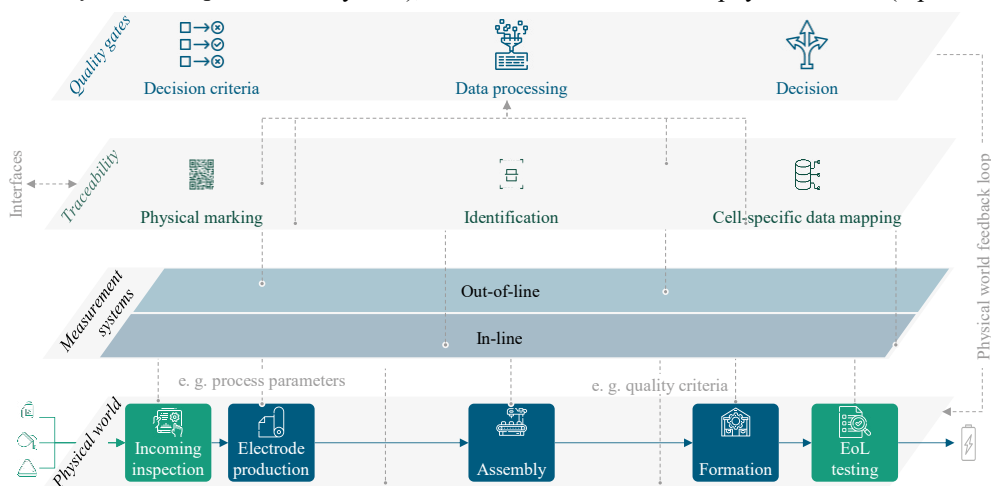 Quality gates
Decision criteria
Data processing
Decision
Interfaces
Traceability
Physical marking
Identification
Cell-specific data mapping
Physical world feedback loop
Measurement
systems
Out-of-line
In-line
e. g. process parameters
e. g. quality criteria
Physical world
Incoming
inspection
Electrode
production
Assembly
Formation
EoL
testing